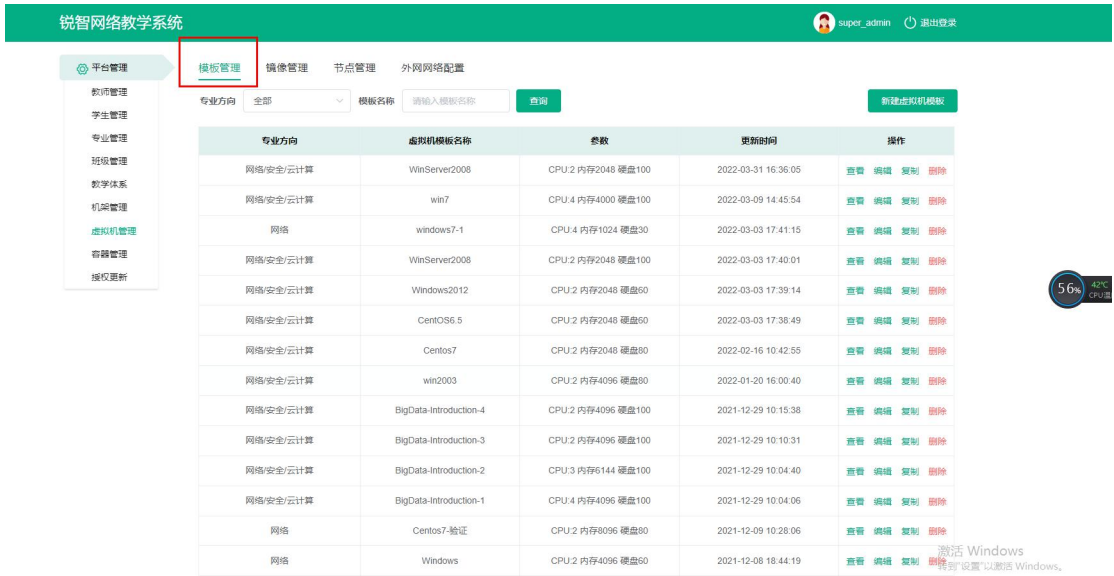 锐智网络教学系统 super_admin 退出登录
平台管理
教师管理
学生管理
专业管理
班级管理
教学体系
机架管理
虚拟机管理
容器管理
授权更新
模板管理 镜像管理 节点管理 外网网络配置
专业方向 全部 模板名称 请输入模板名称 查询 新建虚拟机模板
专业方向 虚拟机模板名称 参数 更新时间 操作
网络/安全/云计算 WinServer2008 CPU:2 内存2048 硬盘100 2022-03-31 16:36:05 查看 编辑 复制 删除
网络/安全/云计算 win7 CPU:4 内存4000 硬盘100 2022-03-09 14:45:54 查看 编辑 复制 删除
网络 windows7-1 CPU:4 内存1024 硬盘30 2022-03-03 17:41:15 查看 编辑 复制 删除
网络/安全/云计算 WinServer2008 CPU:2 内存2048 硬盘100 2022-03-03 17:40:01 查看 编辑 复制 删除
网络/安全/云计算 Windows2012 CPU:2 内存2048 硬盘60 2022-03-03 17:39:14 查看 编辑 复制 删除
网络/安全/云计算 CentOS6.5 CPU:2 内存2048 硬盘60 2022-03-03 17:38:49 查看 编辑 复制 删除
网络/安全/云计算 Centos7 CPU:2 内存2048 硬盘80 2022-02-16 10:42:55 查看 编辑 复制 删除
网络/安全/云计算 win2003 CPU:2 内存4096 硬盘80 2022-01-20 16:00:40 查看 编辑 复制 删除
网络/安全/云计算 BigData-Introduction-4 CPU:2 内存4096 硬盘100 2021-12-29 10:15:38 查看 编辑 复制 删除
网络/安全/云计算 BigData-Introduction-3 CPU:2 内存4096 硬盘100 2021-12-29 10:10:31 查看 编辑 复制 删除
网络/安全/云计算 BigData-Introduction-2 CPU:3 内存6144 硬盘100 2021-12-29 10:04:40 查看 编辑 复制 删除
网络/安全/云计算 BigData-Introduction-1 CPU:4 内存4096 硬盘100 2021-12-29 10:04:06 查看 编辑 复制 删除
网络 Centos7-验证 CPU:2 内存8096 硬盘80 2021-12-09 10:28:06 查看 编辑 复制 删除
网络 Windows CPU:2 内存4096 硬盘60 2021-12-08 18:44:19 查看 编辑 复制 删除
56% 42℃
CPU温
激活 Windows
转到"设置"以激活 Windows。